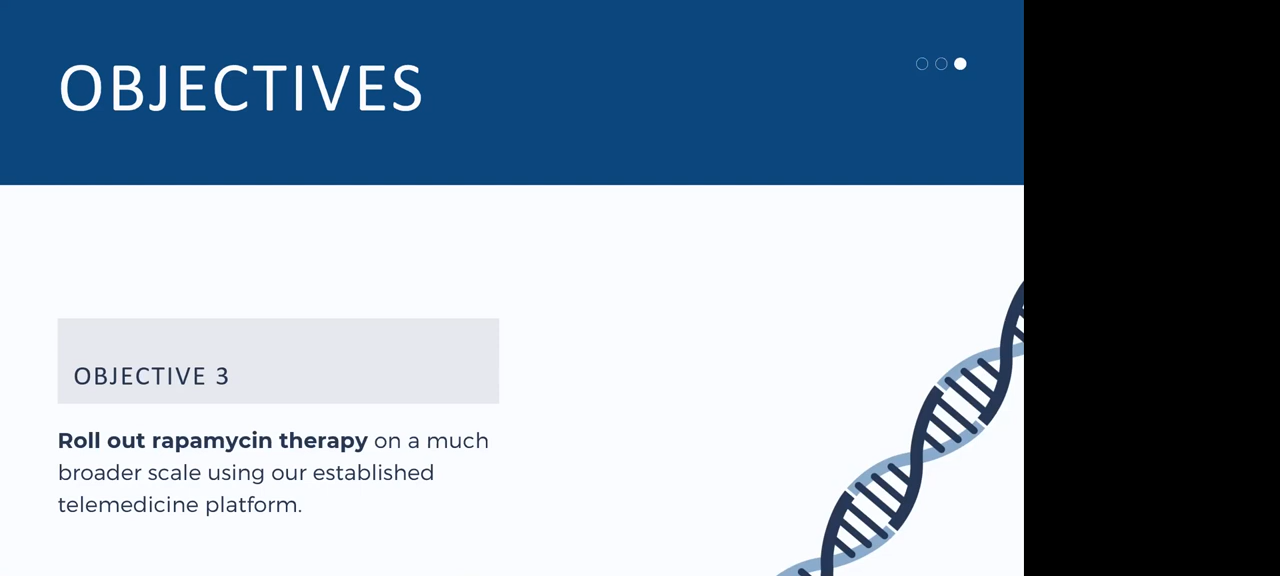 OBJECTIVES
OBJECTIVE 3
Roll out rapamycin therapy on a much
broader scale using our established
telemedicine platform.